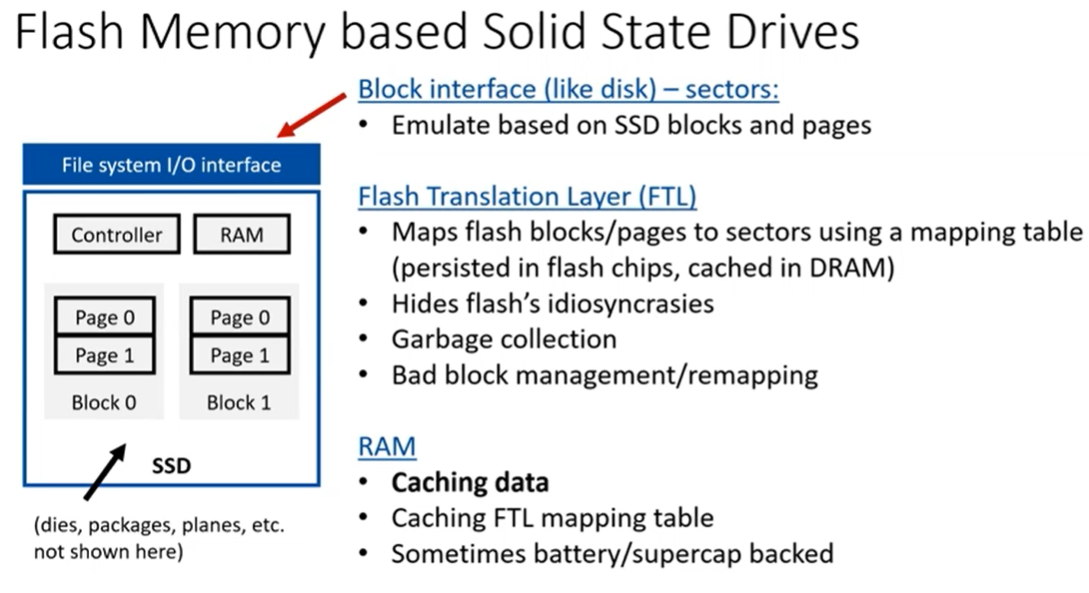 Flash Memory based Solid State Drives
Block interface (like disk) – sectors:
• Emulate based on SSD blocks and pages
File system I/O interface
Controller
RAM
Page 0
Page 1
Block 0
Page 0
Page 1
Block 1
SSD
(dies, packages, planes, etc.
not shown here)
Flash Translation Layer (FTL)
• Maps flash blocks/pages to sectors using a mapping table
(persisted in flash chips, cached in DRAM)
• Hides flash’s idiosyncrasies
• Garbage collection
• Bad block management/remapping
RAM
• Caching data
• Caching FTL mapping table
• Sometimes battery/supercap backed